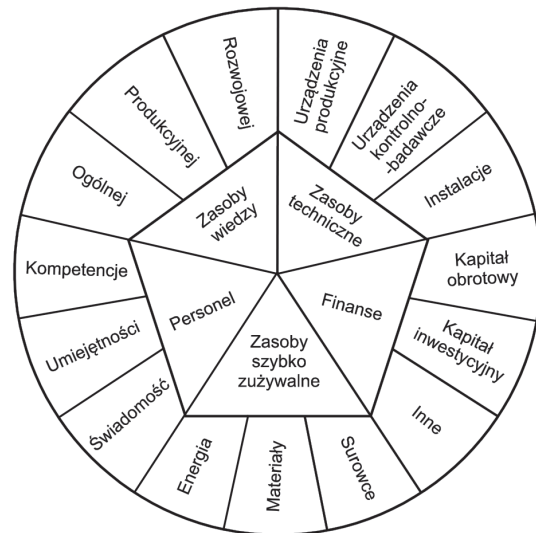 Rozwojowej
Urządzenia
produkcyjne
Produkcyjnej
Urządzenia
kontrolno-
-badawcze
Ogólnej
Instalacje
Zasoby
wiedzy
Zasoby
techniczne
Kompetencje
Kapitał
obrotowy
Personel
Finanse
Umiejętności
Kapitał
inwestycyjny
Zasoby
szybko
zużywalne
Świadomość
Inne
Energia
Materiały
Surowce